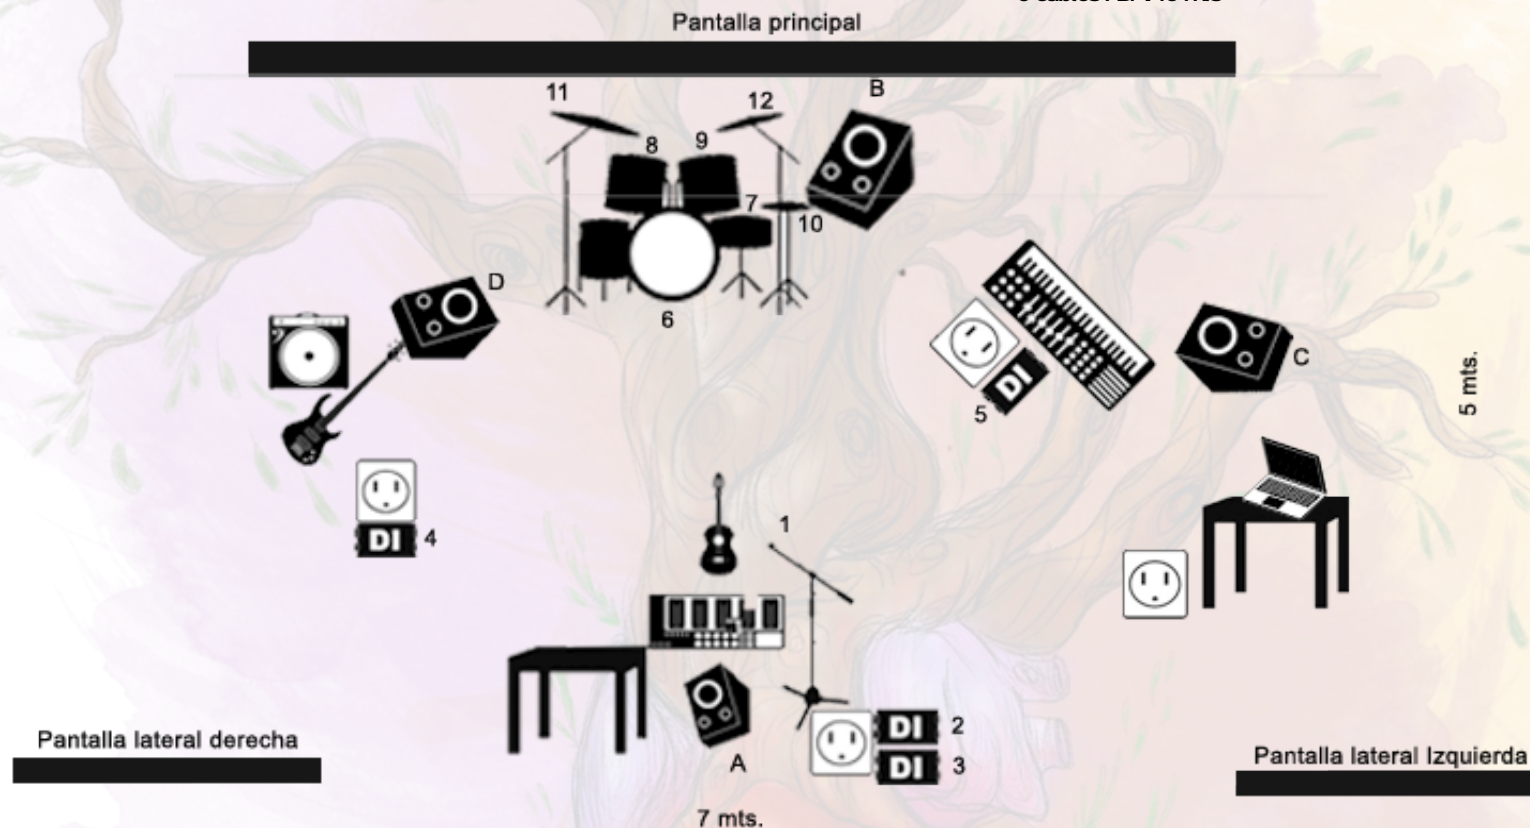 Pantalla principal
B
11
12
8
9
7
10
D
6
C
5 mts.
5
DI
1
DI
4
DI
2
Pantalla lateral derecha
Pantalla lateral Izquierda
A
DI
3
7 mts.